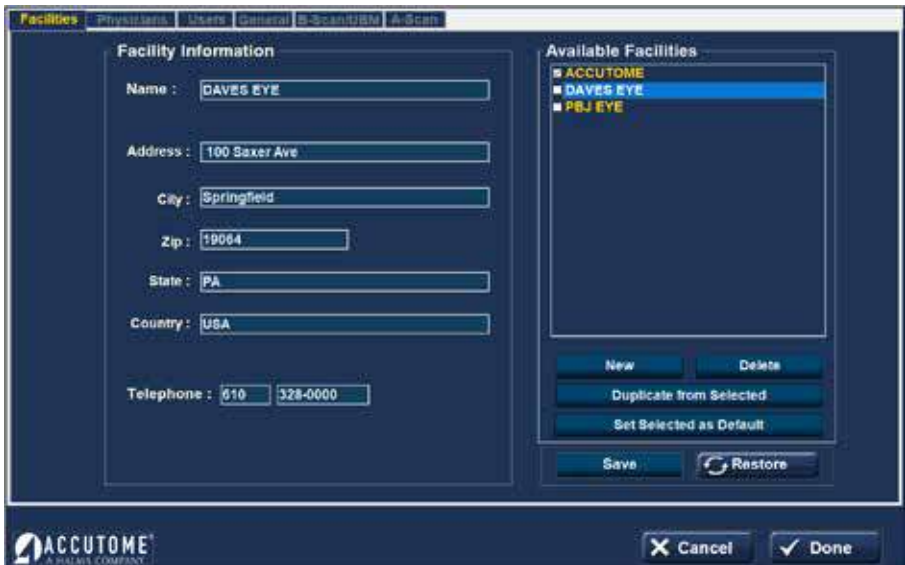 Facilities Physicians Users General B-Scan/UBM A-Scan
Facility Information
Name : DAVES EYE
Address : 100 Saxer Ave
City : Springfield
Zip : 19064
State : PA
Country : USA
Telephone : 610 328-0000
Available Facilities
ACCUTOME
DAVES EYE
PBJ EYE
New Delete
Duplicate from Selected
Set Selected as Default
Save Restore
ACCUTOME
A HALMA COMPANY
Cancel Done